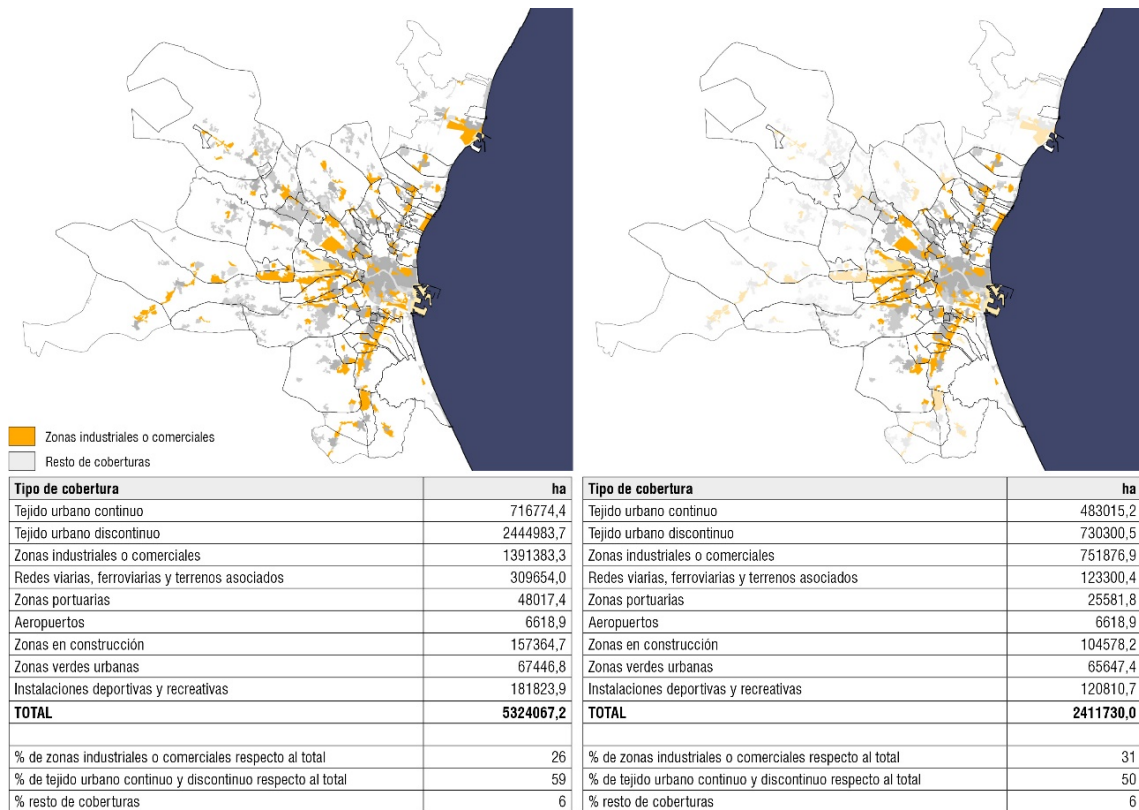 Zonas industriales o comerciales
Resto de coberturas
Tipo de cobertura ha
Tejido urbano continuo 716774,4
Tejido urbano discontinuo 2444983,7
Zonas industriales o comerciales 1391383,3
Redes viarias, ferroviarias y terrenos asociados 309654,0
Zonas portuarias 48017,4
Aeropuertos 6618,9
Zonas en construcción 157364,7
Zonas verdes urbanas 67446,8
Instalaciones deportivas y recreativas 181823,9
TOTAL 5324067,2
% de zonas industriales o comerciales respecto al total 26
% de tejido urbano continuo y discontinuo respecto al total 59
% resto de coberturas 6
Tipo de cobertura ha
Tejido urbano continuo 483015,2
Tejido urbano discontinuo 730300,5
Zonas industriales o comerciales 751876,9
Redes viarias, ferroviarias y terrenos asociados 123300,4
Zonas portuarias 25581,8
Aeropuertos 6618,9
Zonas en construcción 104578,2
Zonas verdes urbanas 65647,4
Instalaciones deportivas y recreativas 120810,7
TOTAL 2411730,0
% de zonas industriales o comerciales respecto al total 31
% de tejido urbano continuo y discontinuo respecto al total 50
% resto de coberturas 6